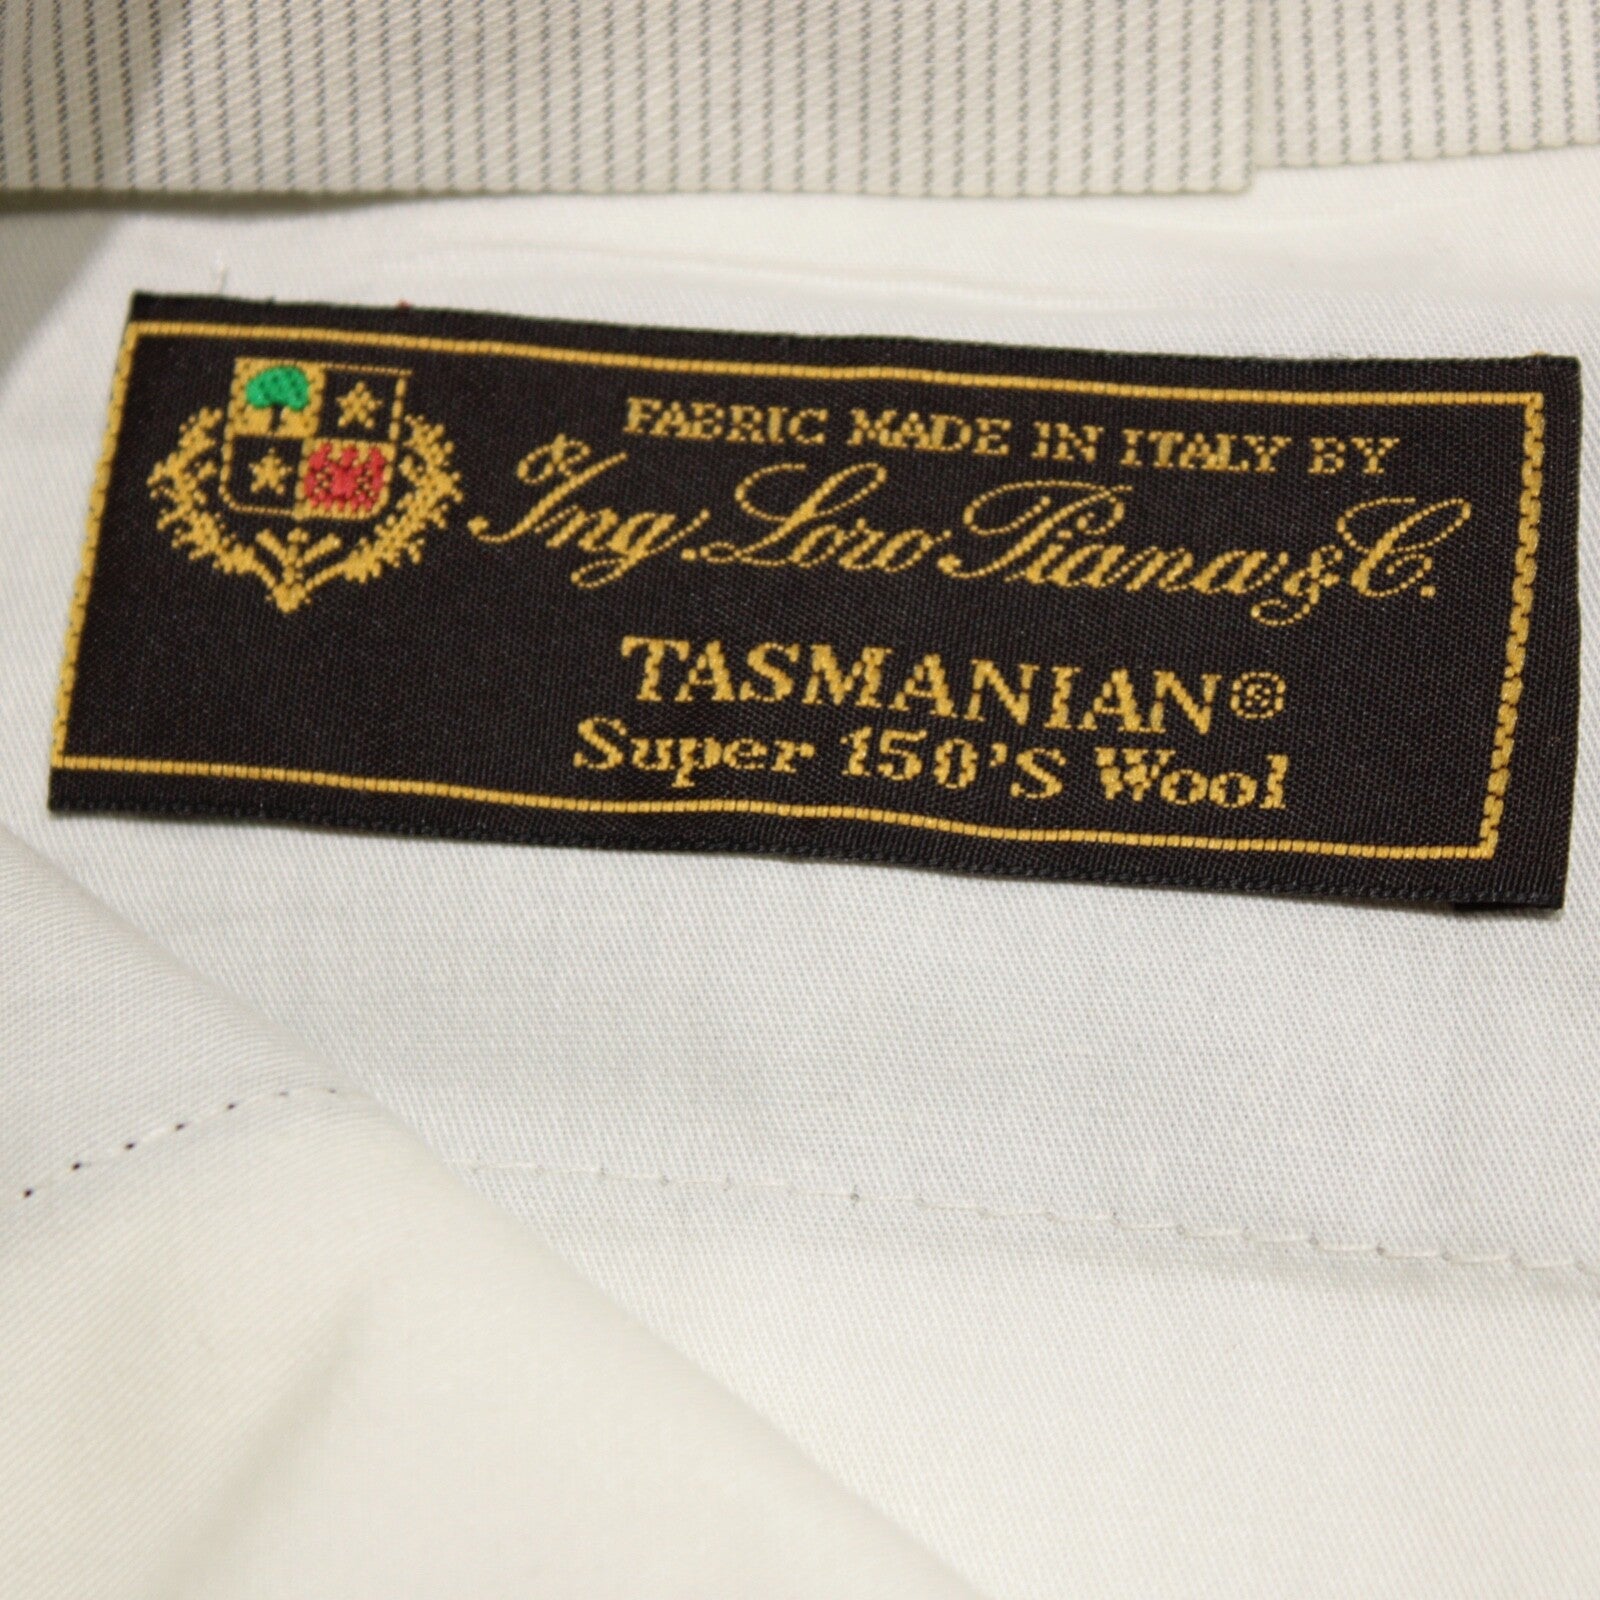 FABRIC MADE IN ITALY BY
Ing. Loro Piana & C.
TASMANIAN®
Super 150'S Wool